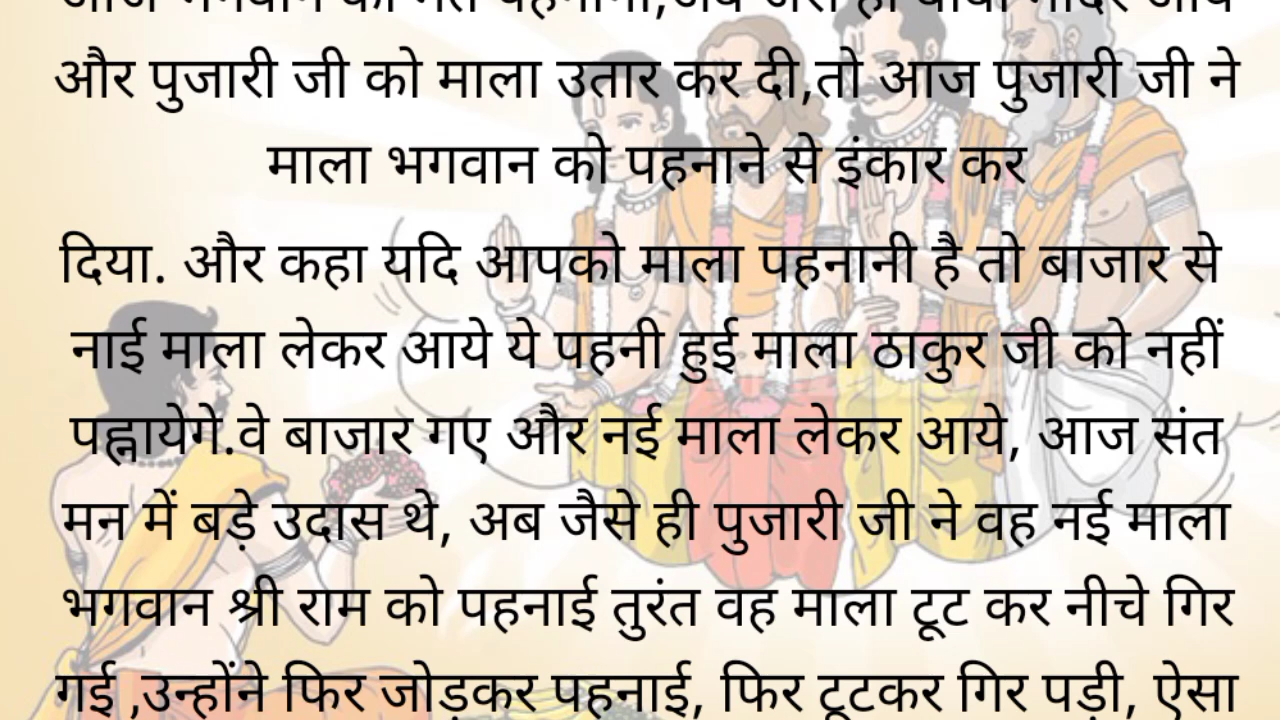 और पुजारी जी को माला उतार कर दी,तो आज पुजारी जी ने
माला भगवान को पहनाने से इंकार कर
दिया. और कहा यदि आपको माला पहनानी है तो बाजार से
नाई माला लेकर आये ये पहनी हुई माला ठाकुर जी को नहीं
पह्नायेगे.वे बाजार गए और नई माला लेकर आये, आज संत
मन में बड़े उदास थे, अब जैसे ही पुजारी जी ने वह नई माला
भगवान श्री राम को पहनाई तुरंत वह माला टूट कर नीचे गिर
गई ,उन्होंने फिर जोड़कर पहनाई, फिर टूटकर गिर पड़ी, ऐसा